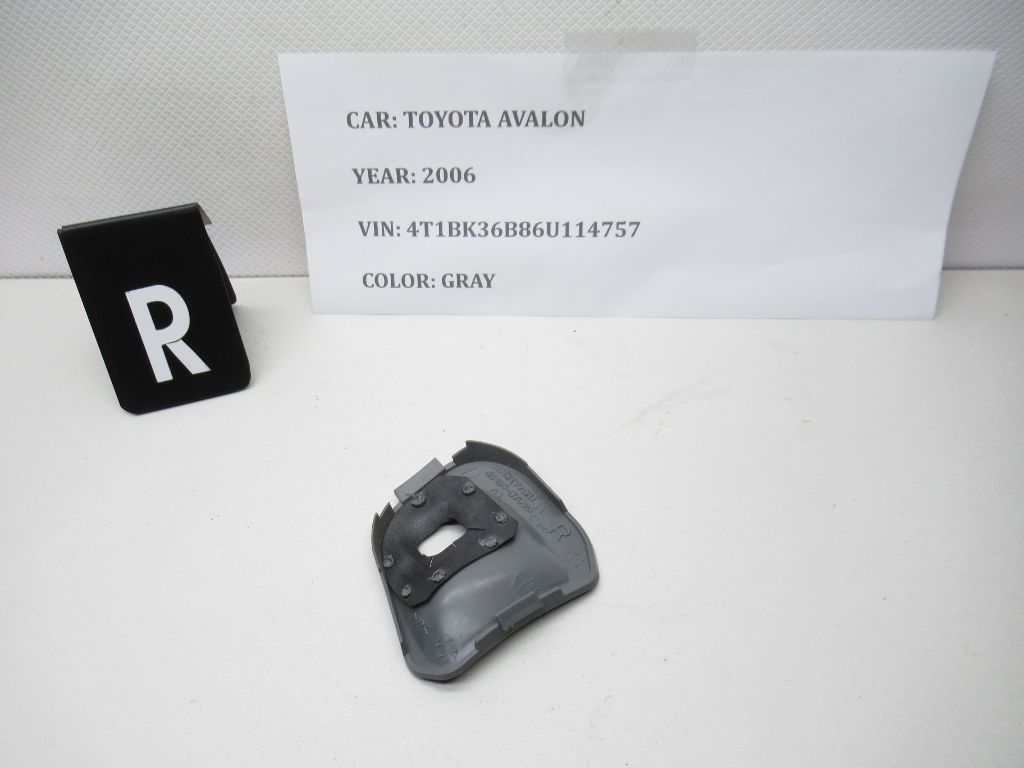 CAR: TOYOTA AVALON
YEAR: 2006
VIN: 4T1BK36B86U114757
COLOR: GRAY
R
R